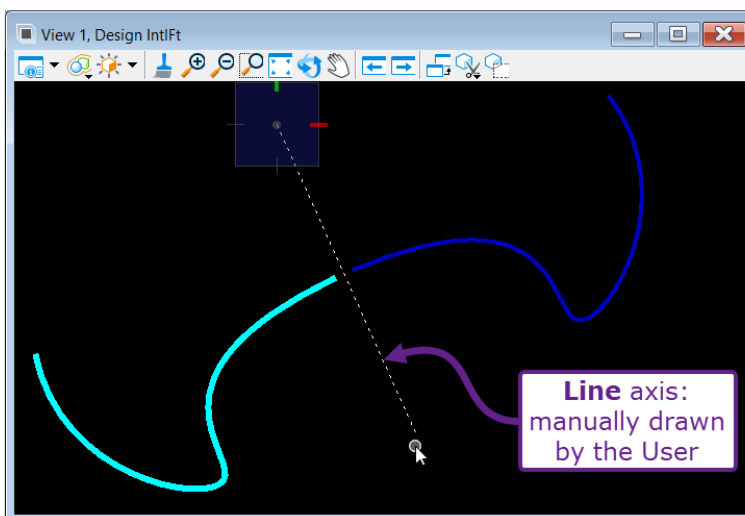 View 1, Design IntlFt
Line axis:
manually drawn
by the User